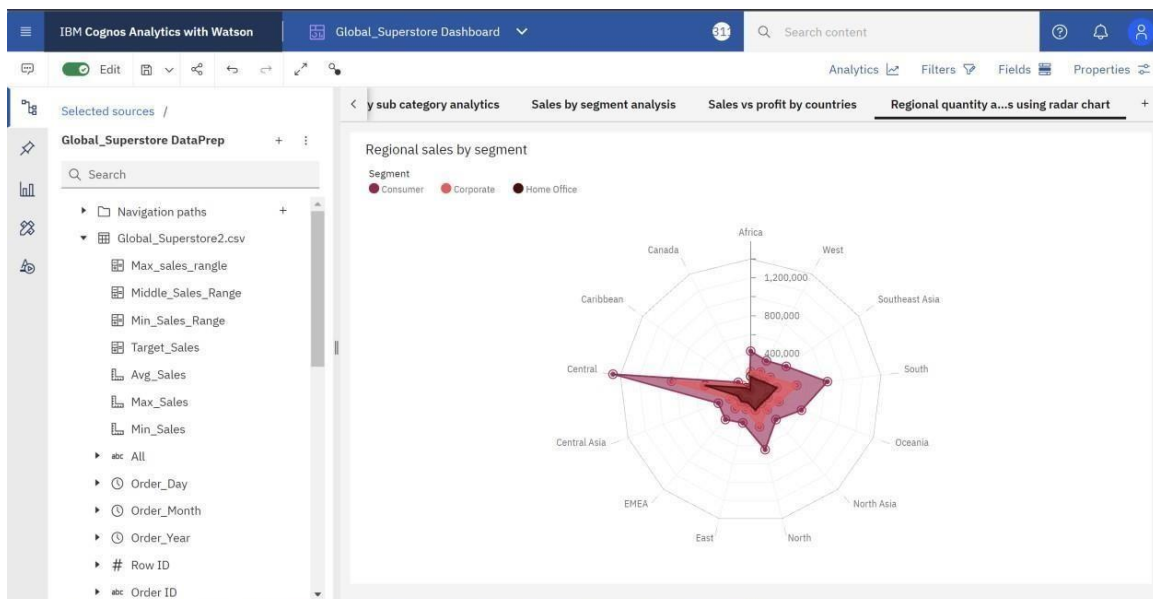 IBM Cognos Analytics with Watson
Global_Superstore Dashboard
Search content
Edit
Analytics
Filters
Fields
Properties
Selected sources /
y sub category analytics
Sales by segment analysis
Sales vs profit by countries
Regional quantity a...s using radar chart
+
Global_Superstore DataPrep
+
Search
Navigation paths
+
Global_Superstore2.csv
Max_sales_rangle
Middle_Sales_Range
Min_Sales_Range
Target_Sales
Avg_Sales
Max_Sales
Min_Sales
abc All
Order_Day
Order_Month
Order_Year
# Row ID
abc Order ID
Regional sales by segment
Segment
Consumer
Corporate
Home Office
Africa
Canada
West
1,200,000
Caribbean
Southeast Asia
800,000
400,000
Central
South
Central Asia
Oceania
EMEA
North Asia
East
North